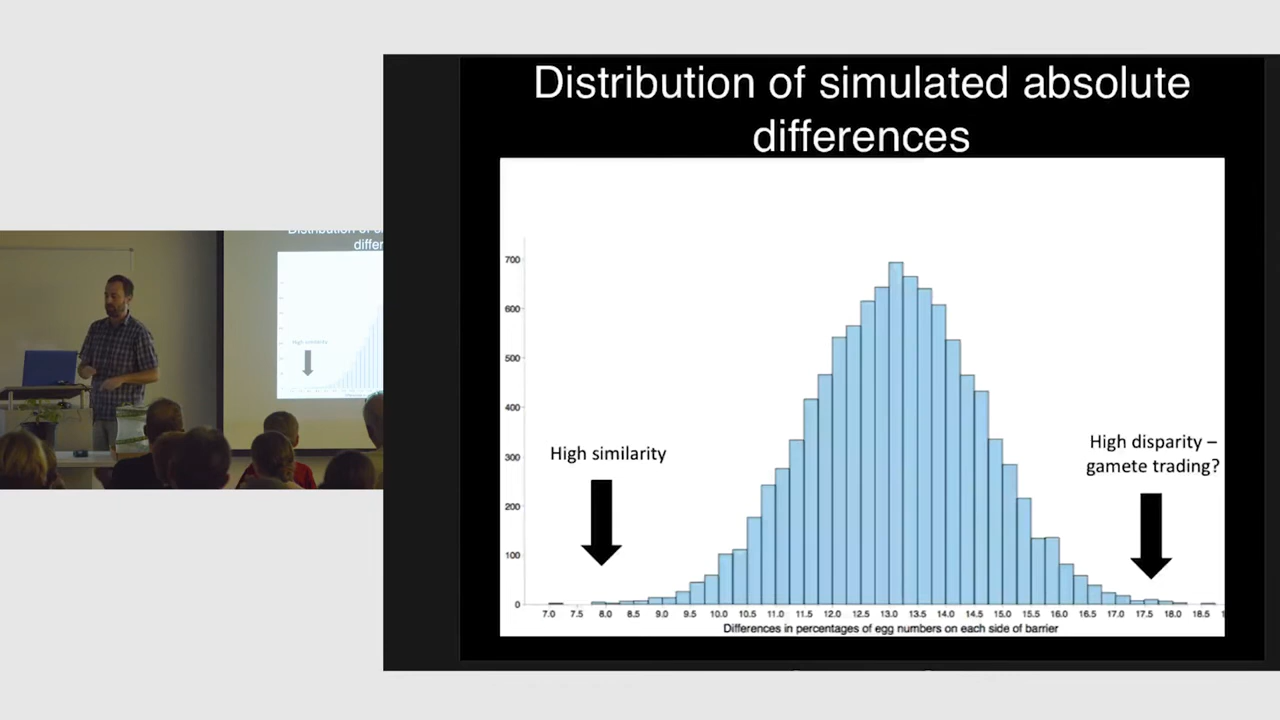 Distribution of simulated absolute
differences
700
600
500
400
300
200
100
0
High similarity
High disparity –
gamete trading?
7.0 7.5 8.0 8.5 9.0 9.5 10.0 10.5 11.0 11.5 12.0 12.5 13.0 13.5 14.0 14.5 15.0 15.5 16.0 16.5 17.0 17.5 18.0 18.5
Differences in percentages of egg numbers on each side of barrier
differ
High similarity